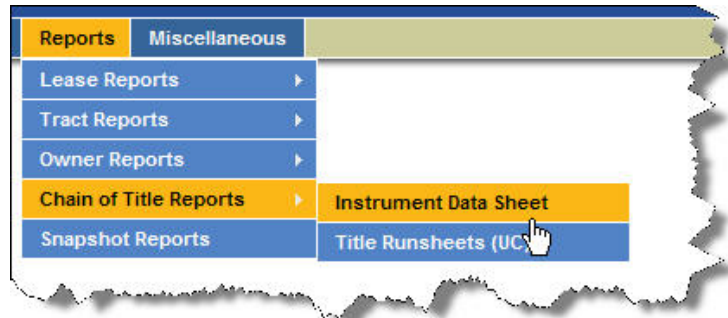 Reports Miscellaneous
Lease Reports
Tract Reports
Owner Reports
Chain of Title Reports
Instrument Data Sheet
Snapshot Reports
Title Runsheets (UC)